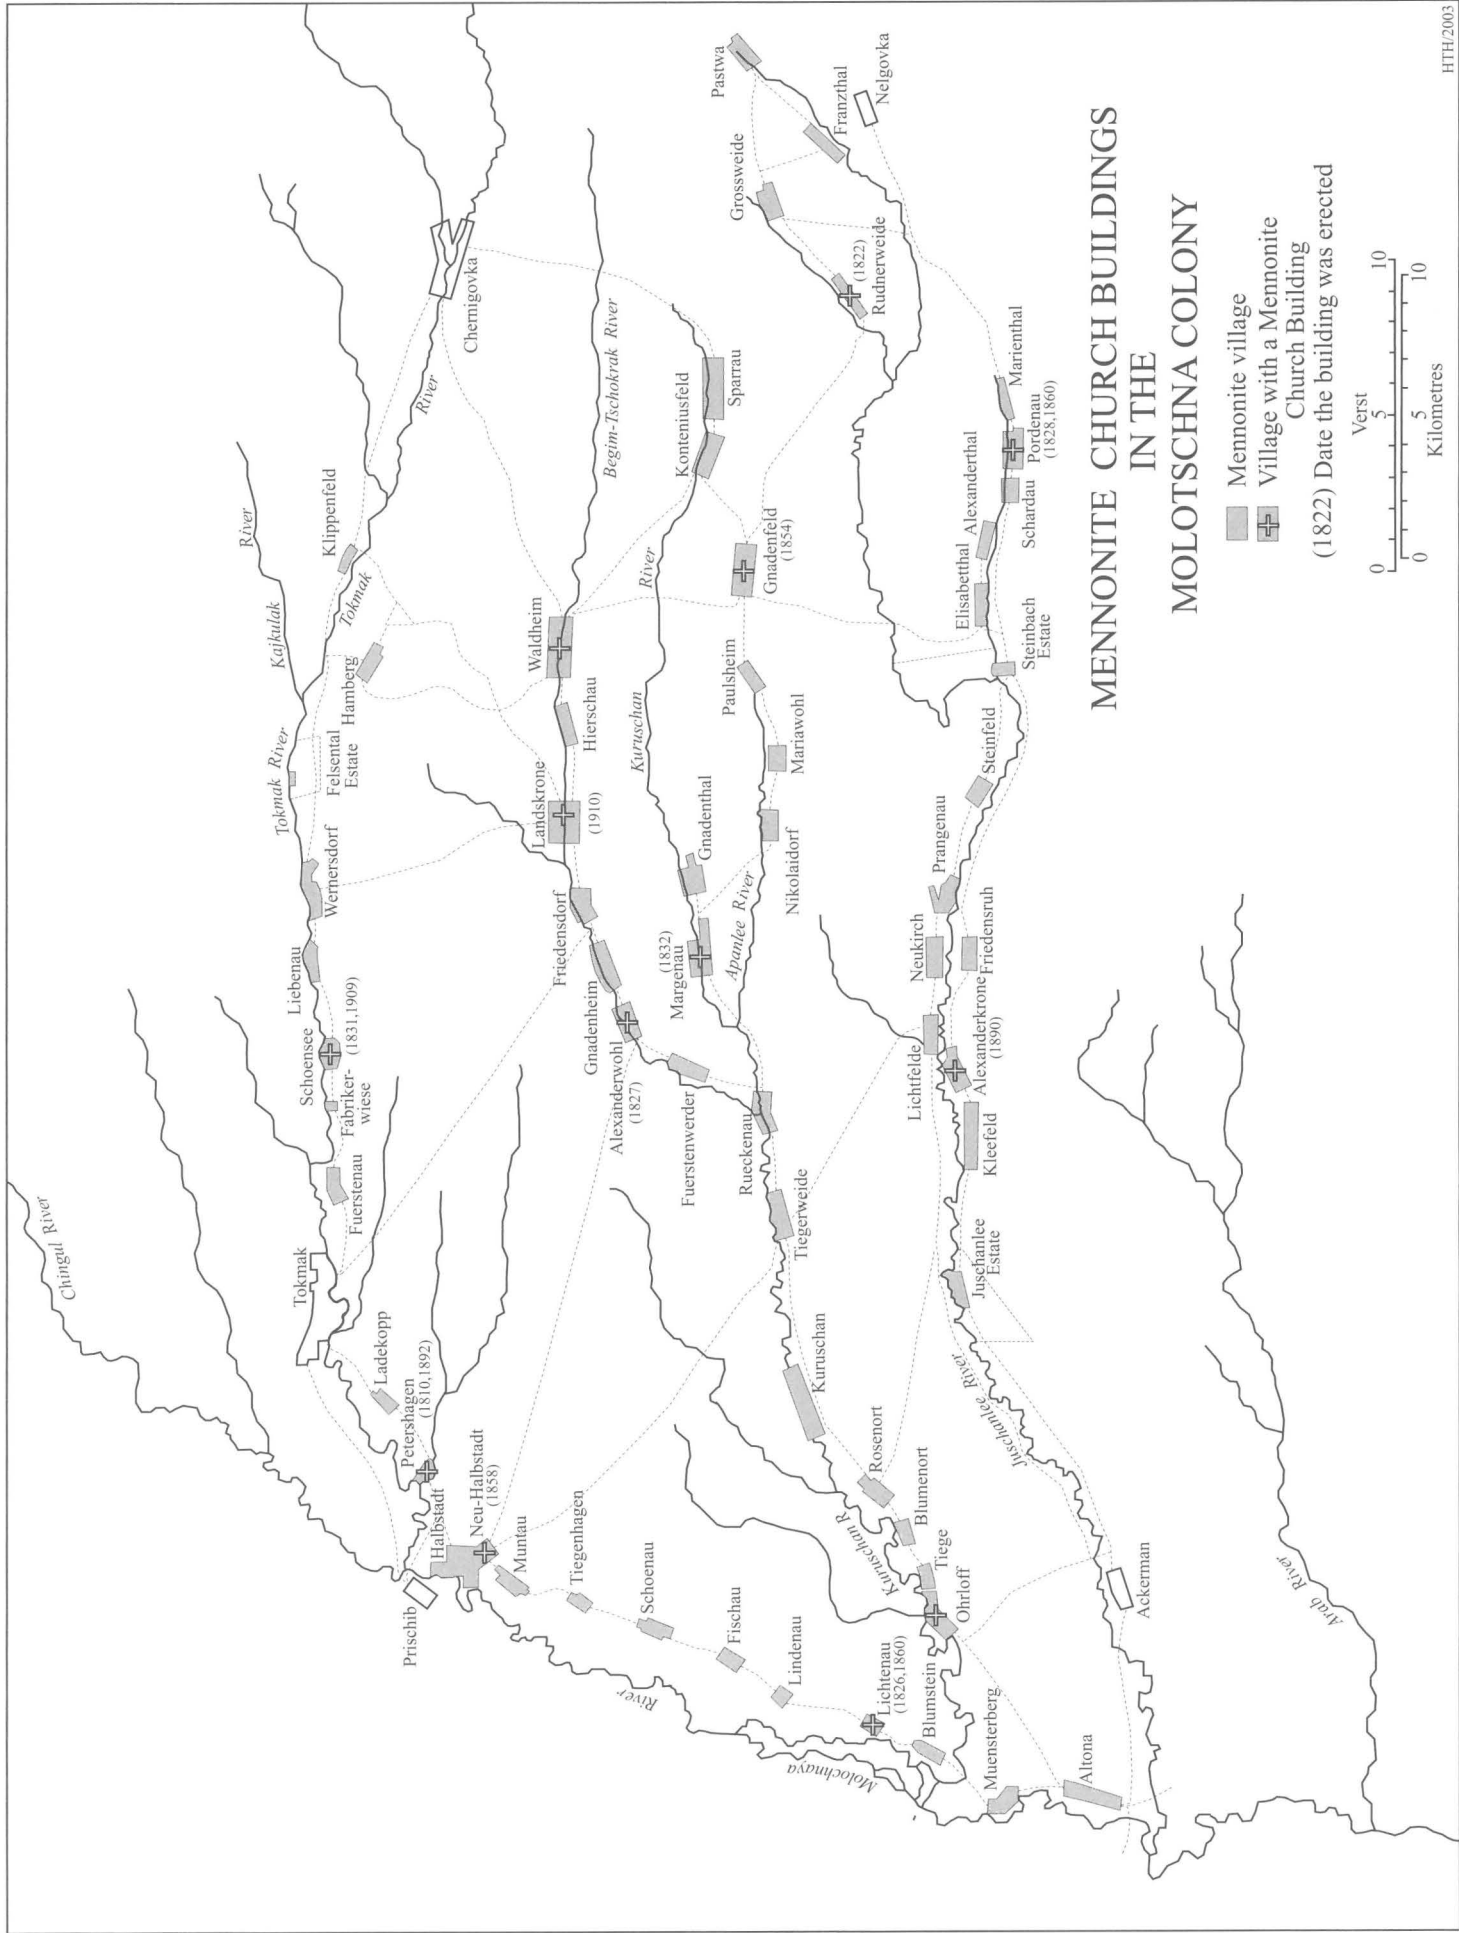 MENNONITE CHURCH BUILDINGS
IN THE
MOLOTSCHNA COLONY
Mennonite village
Village with a Mennonite
Church Building
(1822) Date the building was erected
Verst
0 5 10
0 5 10
Kilometres
HTH/2003
Chingul River
Tokmak
Ladekopp
Petershagen
(1810,1892)
Halbstadt
Neu-Halbstadt
(1858)
Prischib
Muntau
Tiegenhagen
Schoenau
Fischau
Lindenau
Lichtenau
(1826,1860)
Blumstein
Muensterberg
Altona
Molochnaya
River
Fuerstenau
Fabriker-
wiese
Schoensee
(1831,1909)
Liebenau
Wernersdorf
Tokmak River
Felsental
Estate
Hamberg
Kajkulak
River
Klippenfeld
Tokmak
River
Chernigovka
Begim-Tschokrak River
Waldheim
Hierschau
Landskrone
(1910)
Friedensdorf
Gnadenheim
Alexanderwohl
(1827)
Fuerstenwerder
Rueckenau
Tiegerweide
Kuruschan
Rosenort
Blumenort
Tiege
Ohrloff
Kuruschan R.
Margenau
(1832)
Gnadenthal
Kuruschan
River
Apanlee River
Nikolaidorf
Mariawohl
Paulsheim
Gnadenfeld
(1854)
Konteniusfeld
Sparrau
Pastwa
Grossweide
Franzthal
Nelgovka
(1822)
Rudnerweide
Marienthal
Pordenau
(1828,1860)
Schardau
Alexanderthal
Elisabetthal
Steinbach
Estate
Steinfeld
Prangenau
Neukirch
Friedensruh
Lichtfelde
Alexanderkrone
(1890)
Kleefeld
Juschanlee
Estate
Juschanlee River
Ackerman
Arab River